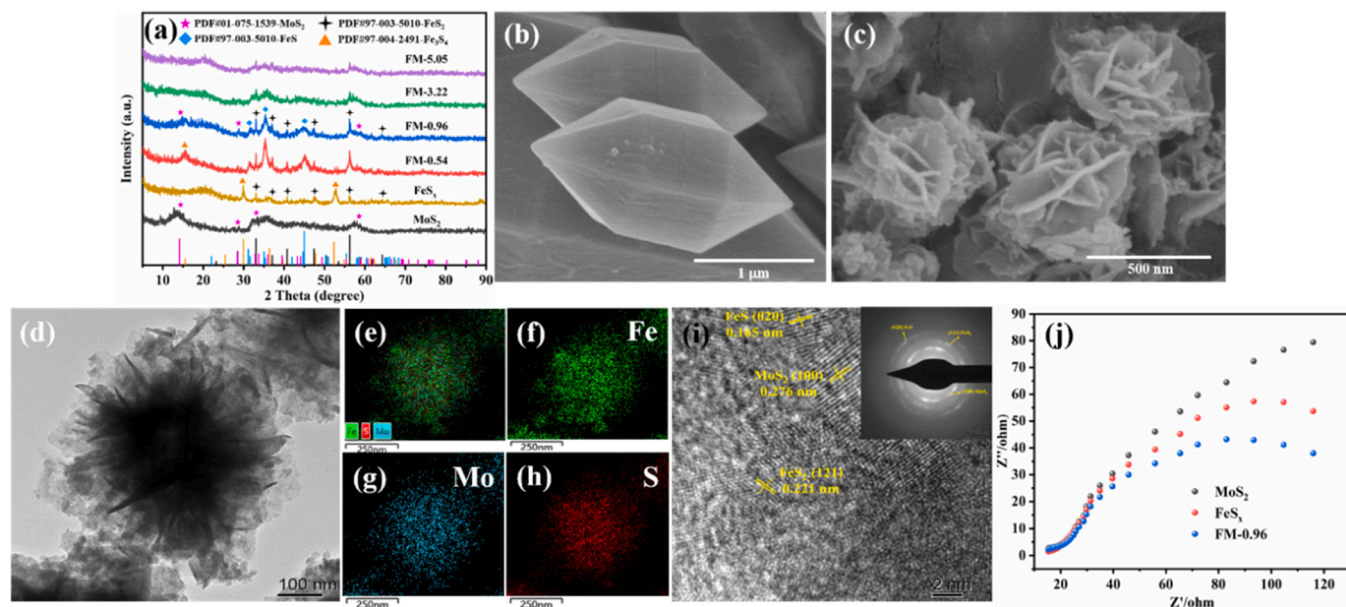 (a)
PDF#01-075-1539-MoS₂
PDF#97-003-5010-FeS₂
PDF#97-003-5010-FeS
PDF#97-004-2491-Fe₃S₄
FM-5.05
FM-3.22
FM-0.96
FM-0.54
FeSₓ
MoS₂
Intensity (a.u.)
10 20 30 40 50 60 70 80 90
2 Theta (degree)
(b)
1 μm
(c)
500 nm
(d)
100 nm
(e)
Fe S Mo
250nm
(f)
Fe
250nm
(g)
Mo
250nm
(h)
S
250nm
(i)
FeS (020)
0.165 nm
MoS₂ (100)
0.276 nm
FeS₂ (121)
0.221 nm
2 nm
(j)
90
80
70
60
50
40
30
20
10
0
Z''/ohm
MoS₂
FeSₓ
FM-0.96
20 40 60 80 100 120
Z'/ohm